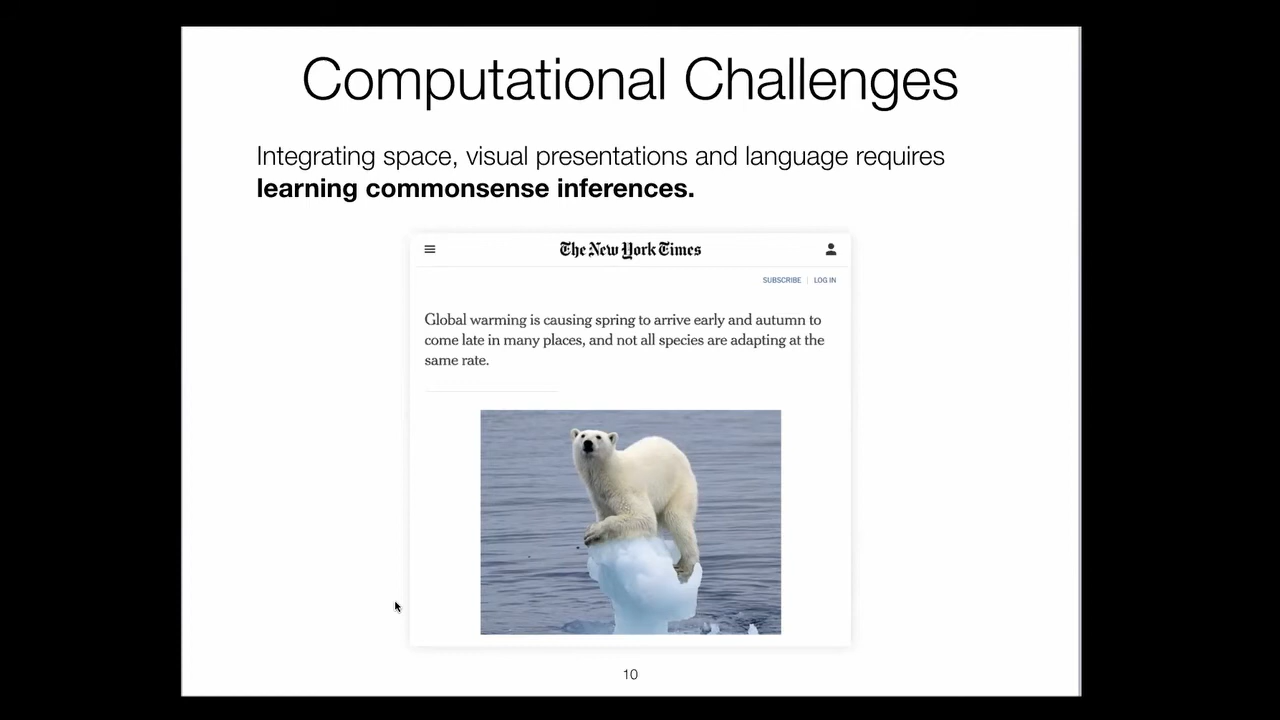 Computational Challenges
Integrating space, visual presentations and language requires
learning commonsense inferences.
The New York Times
SUBSCRIBE | LOG IN
Global warming is causing spring to arrive early and autumn to
come late in many places, and not all species are adapting at the
same rate.
10